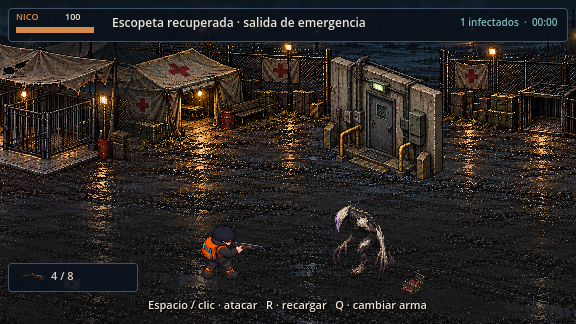 NICO 100
Escopeta recuperada · salida de emergencia
1 infectados · 00:00
4 / 8
Espacio / clic · atacar R · recargar Q · cambiar arma